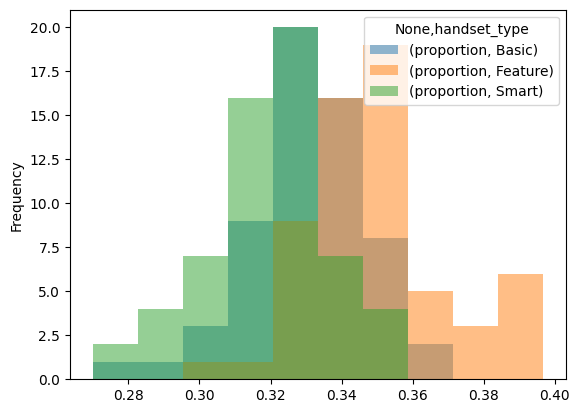 None,handset_type
(proportion, Basic)
(proportion, Feature)
(proportion, Smart)
Frequency
20.0
17.5
15.0
12.5
10.0
7.5
5.0
2.5
0.0
0.28 0.30 0.32 0.34 0.36 0.38 0.40